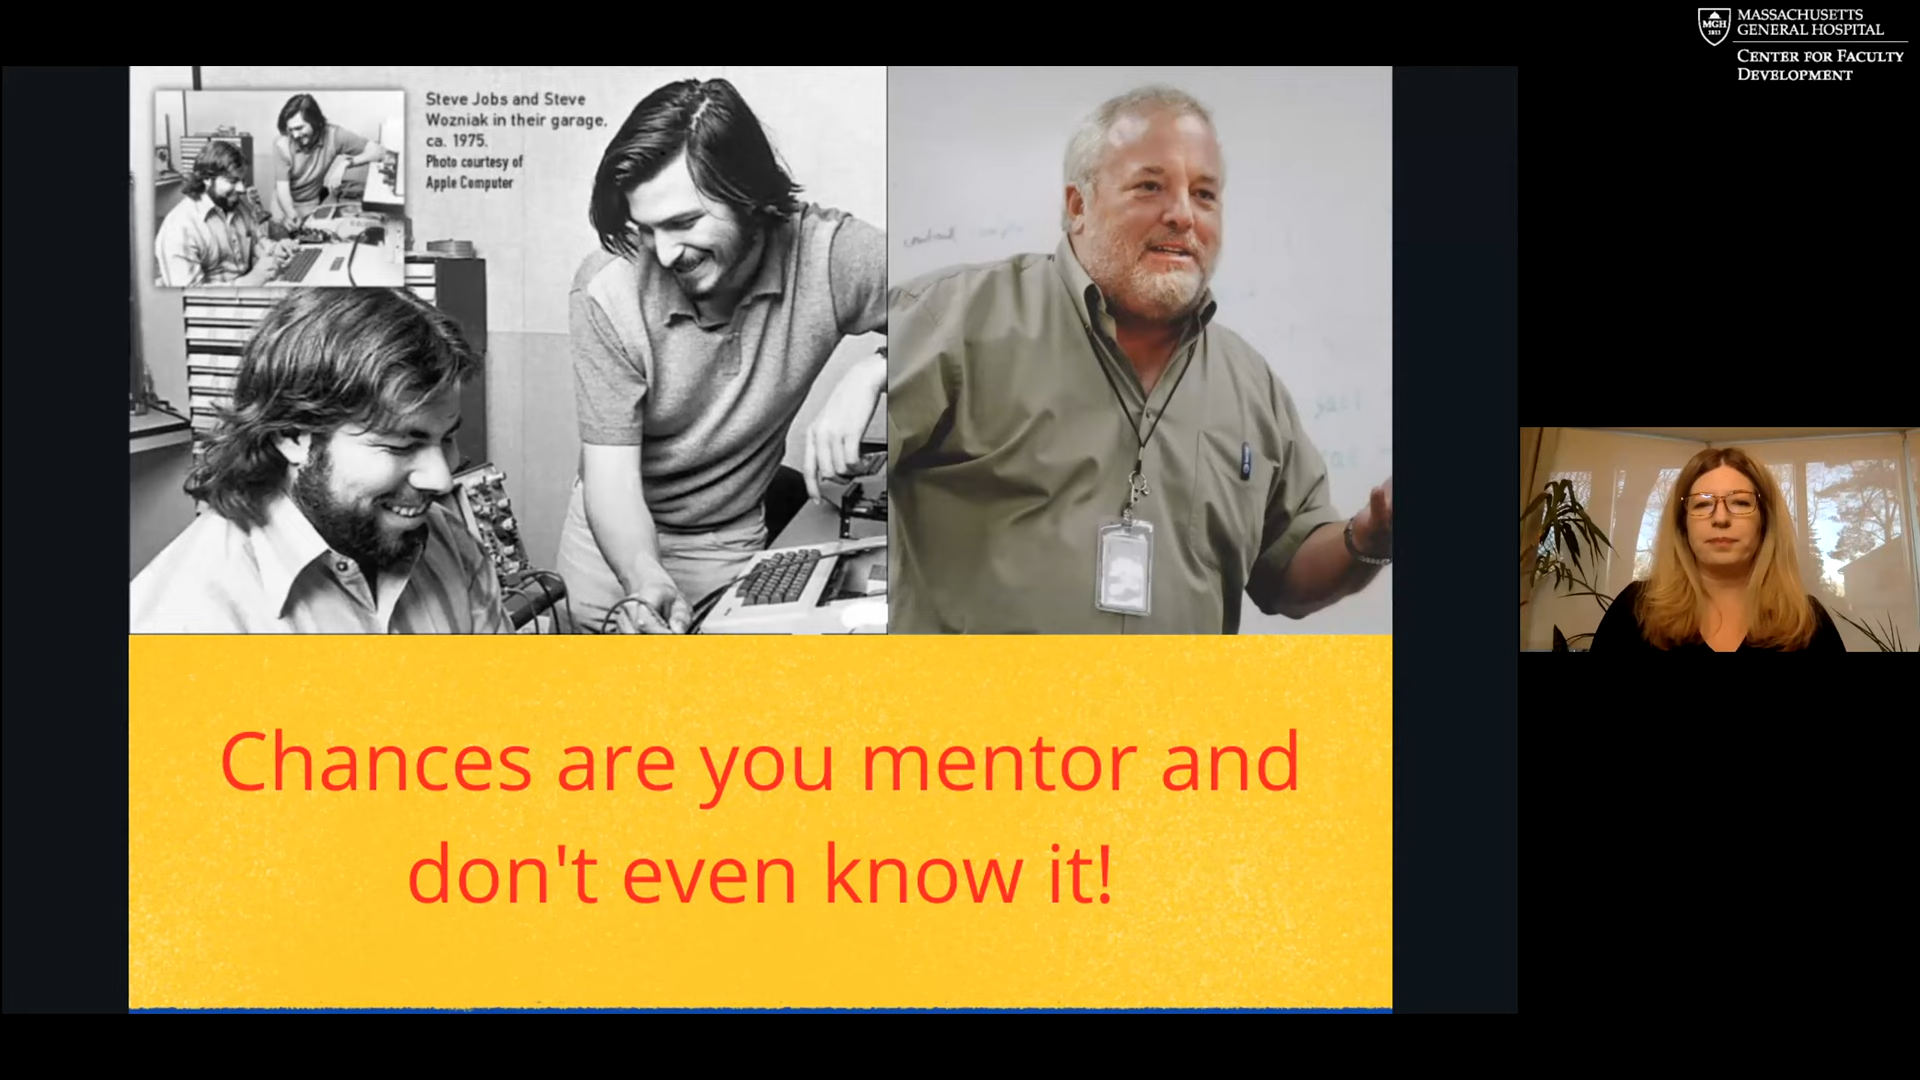 MASSACHUSETTS
GENERAL HOSPITAL
CENTER FOR FACULTY
DEVELOPMENT
MGH
1811
Steve Jobs and Steve
Wozniak in their garage,
ca. 1975.
Photo courtesy of
Apple Computer
Chances are you mentor and
don't even know it!